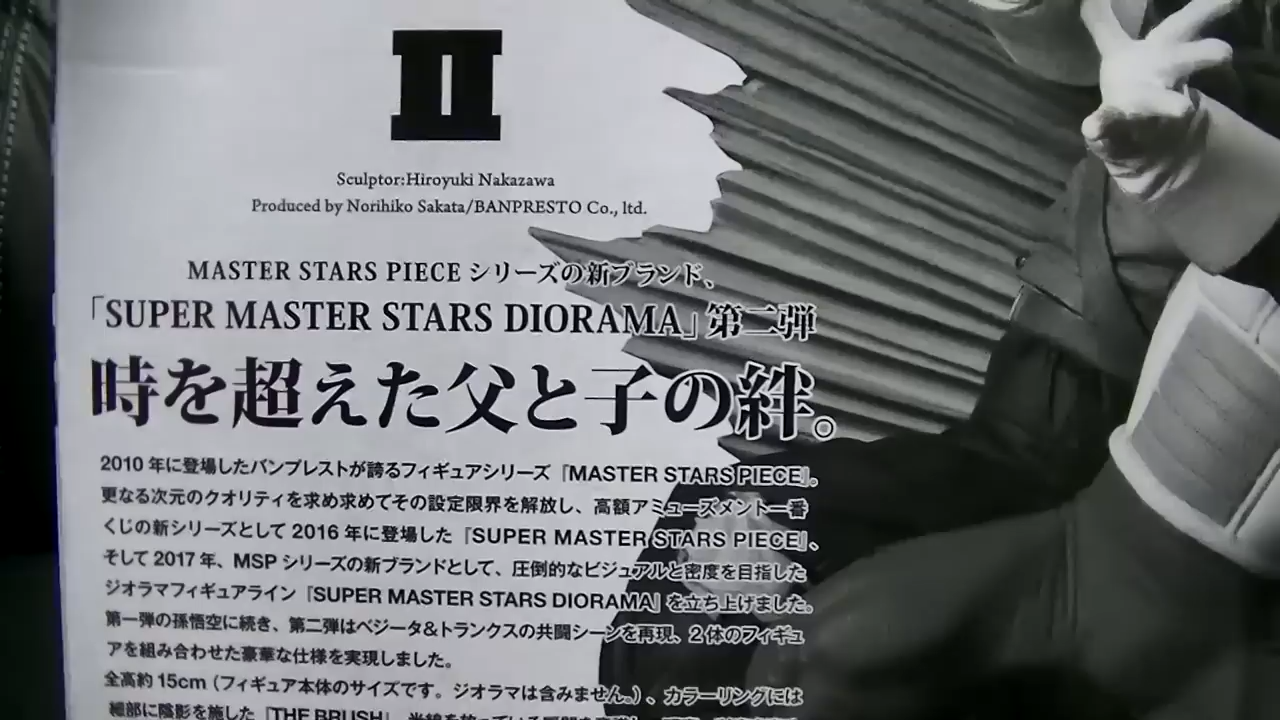 II
Sculptor:Hiroyuki Nakazawa
Produced by Norihiko Sakata/BANPRESTO Co., ltd.
MASTER STARS PIECE シリーズの新ブランド、
「SUPER MASTER STARS DIORAMA」第二弾
時を超えた父と子の絆。
2010 年に登場したバンプレストが誇るフィギュアシリーズ『MASTER STARS PIECE』。
更なる次元のクオリティを求め求めてその設定限界を解放し、高額アミューズメント一番
くじの新シリーズとして 2016 年に登場した『SUPER MASTER STARS PIECE』、
そして 2017 年、MSP シリーズの新ブランドとして、圧倒的なビジュアルと密度を目指した
ジオラマフィギュアライン『SUPER MASTER STARS DIORAMA』を立ち上げました。
第一弾の孫悟空に続き、第二弾はベジータ&トランクスの共闘シーンを再現、2体のフィギュ
アを組み合わせた豪華な仕様を実現しました。
全高約 15cm（フィギュア本体のサイズです。ジオラマは含みません。）、カラーリングには
細部に陰影を施した『THE BRUSH』